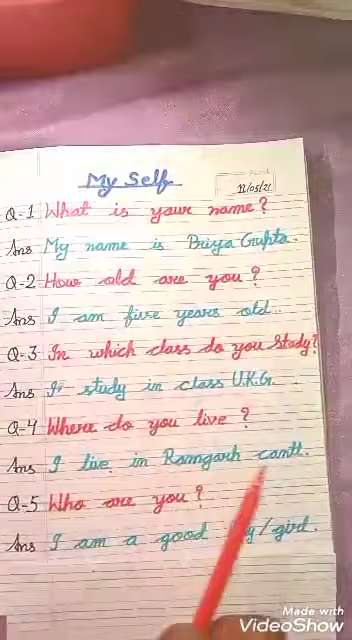 My Self
12/05/21
Q-1 What is your name?
Ans My name is Priya Gupta.
Q-2 How old are you?
Ans I am five years old.
Q-3 In which class do you Study?
Ans I study in class U.K.G.
Q-4 Where do you live?
Ans I live in Ramgarh cantt.
Q-5 Who are you?
Ans I am a good /girl.
Made with
VideoShow